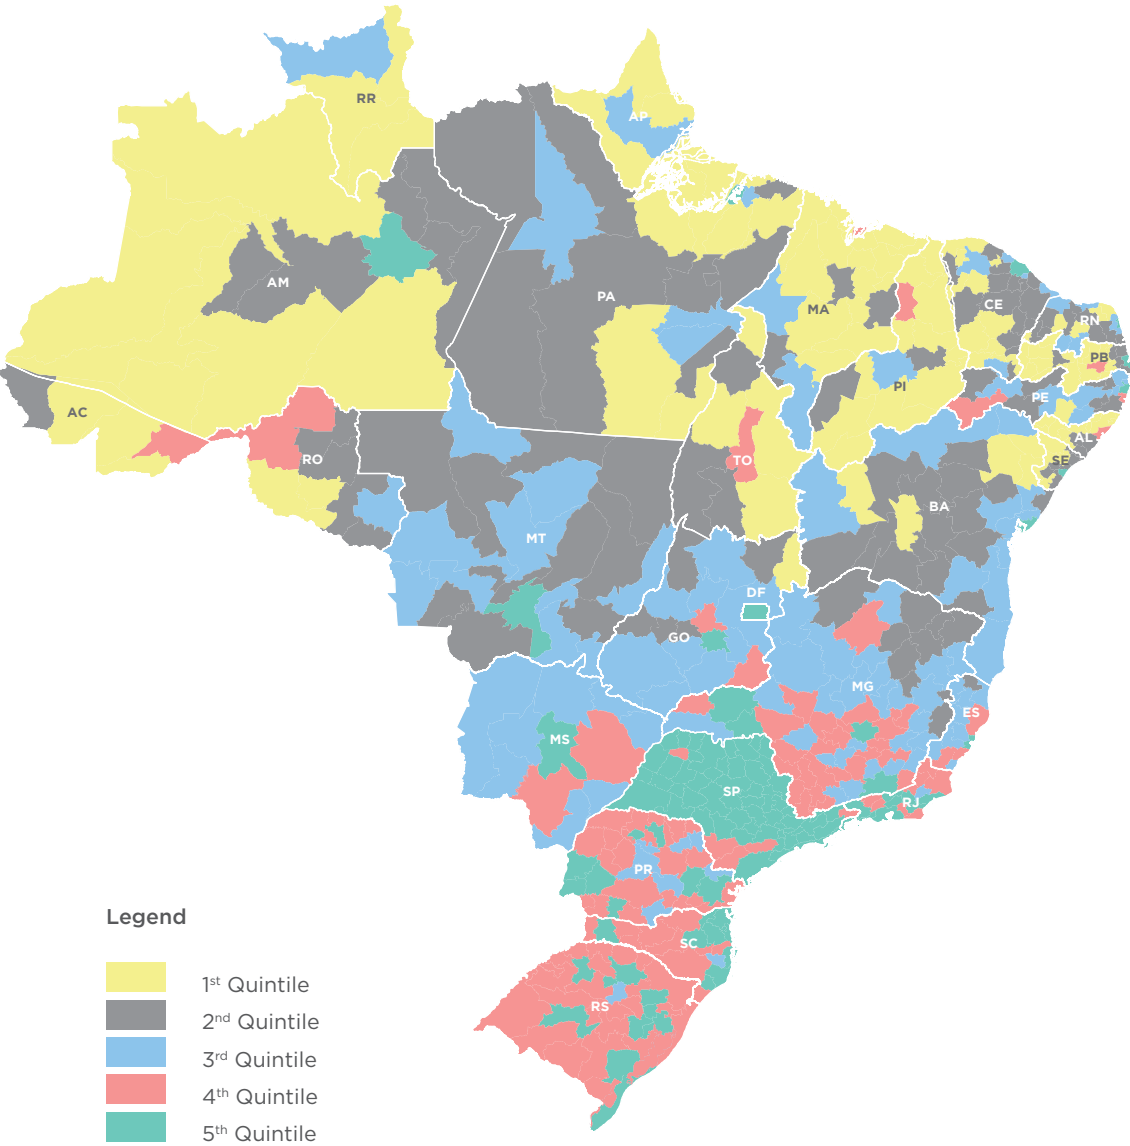 RR
AP
AM
PA
MA
CE
RN
PB
PI
PE
AC
AL
TO
SE
RO
BA
MT
DF
GO
MG
ES
MS
SP
RJ
PR
Legend
SC
1st Quintile
RS
2nd Quintile
3rd Quintile
4th Quintile
5th Quintile